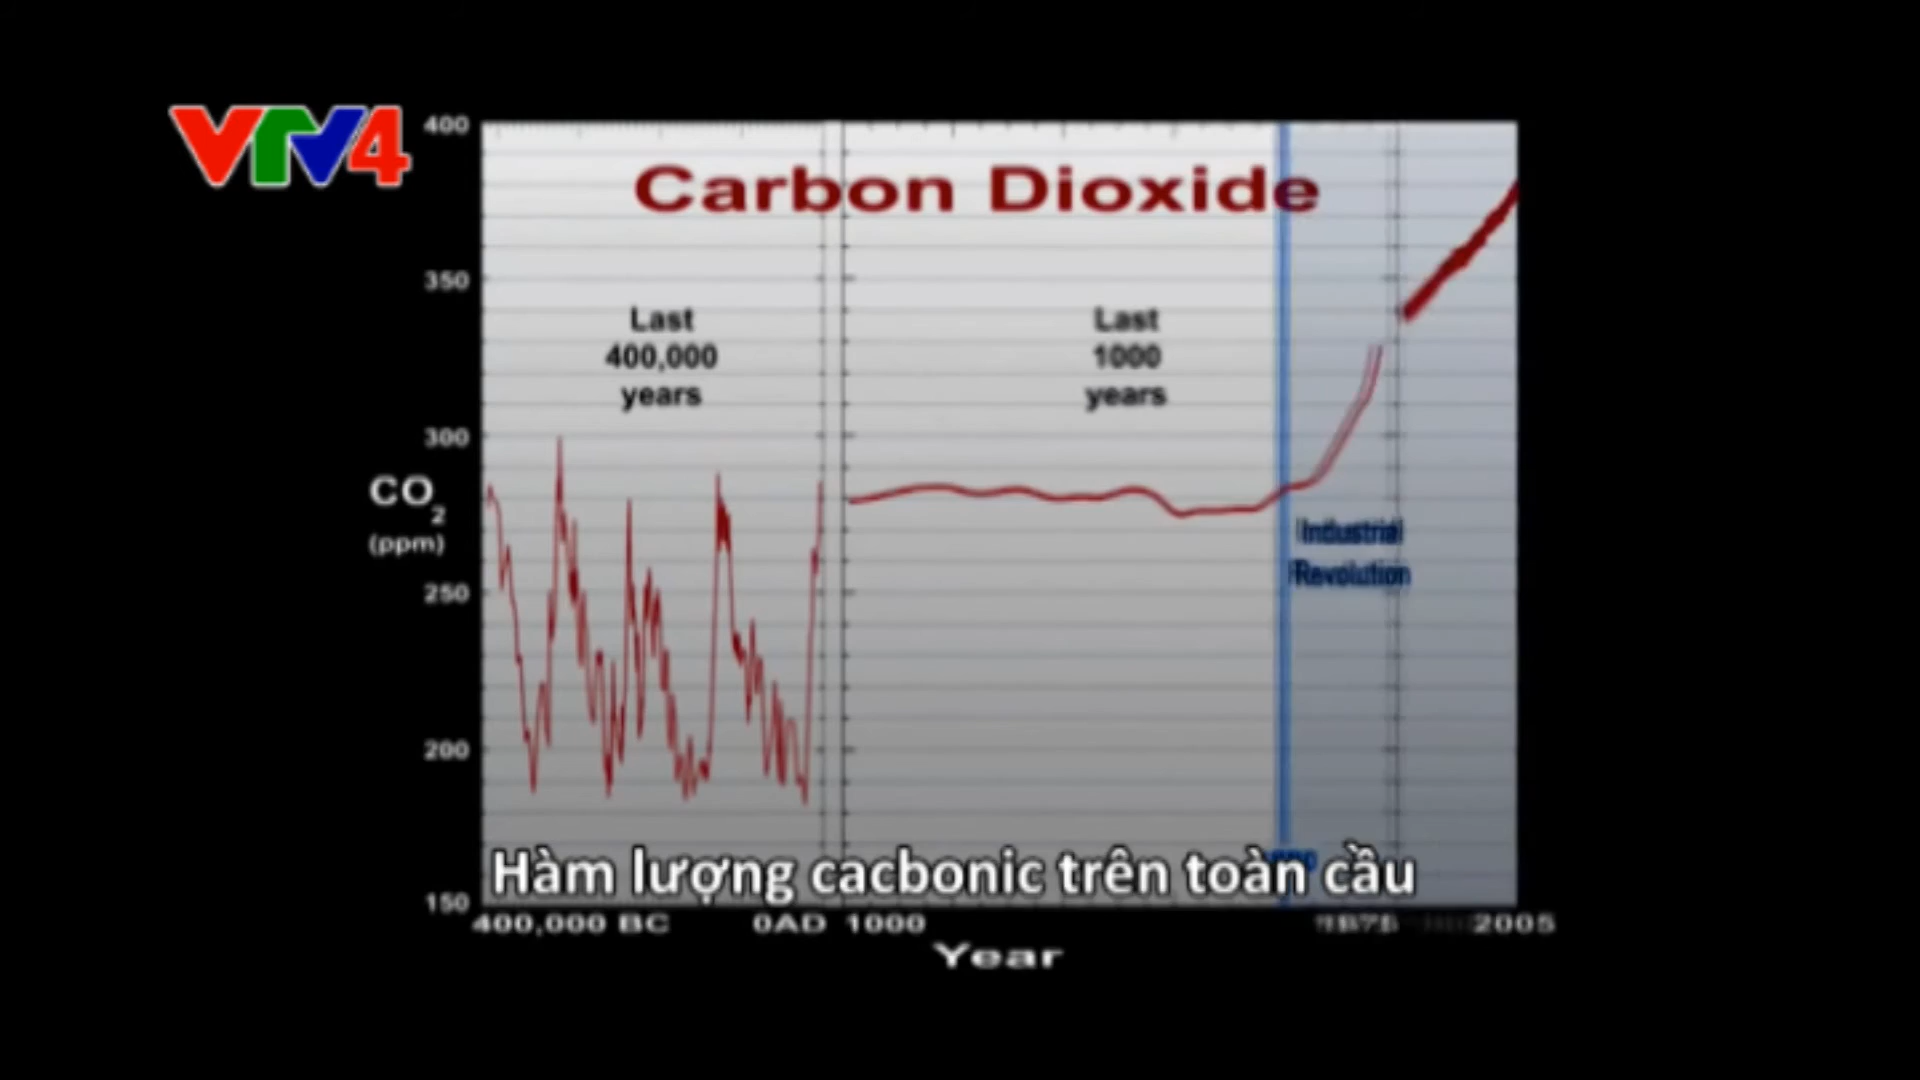 VTV4
Carbon Dioxide
400
350
300
250
200
150
Last
400,000
years
Last
1000
years
CO2
(ppm)
Industrial
Revolution
Hàm lượng cacbonic trên toàn cầu
400,000 BC
0AD
1000
2005
Year